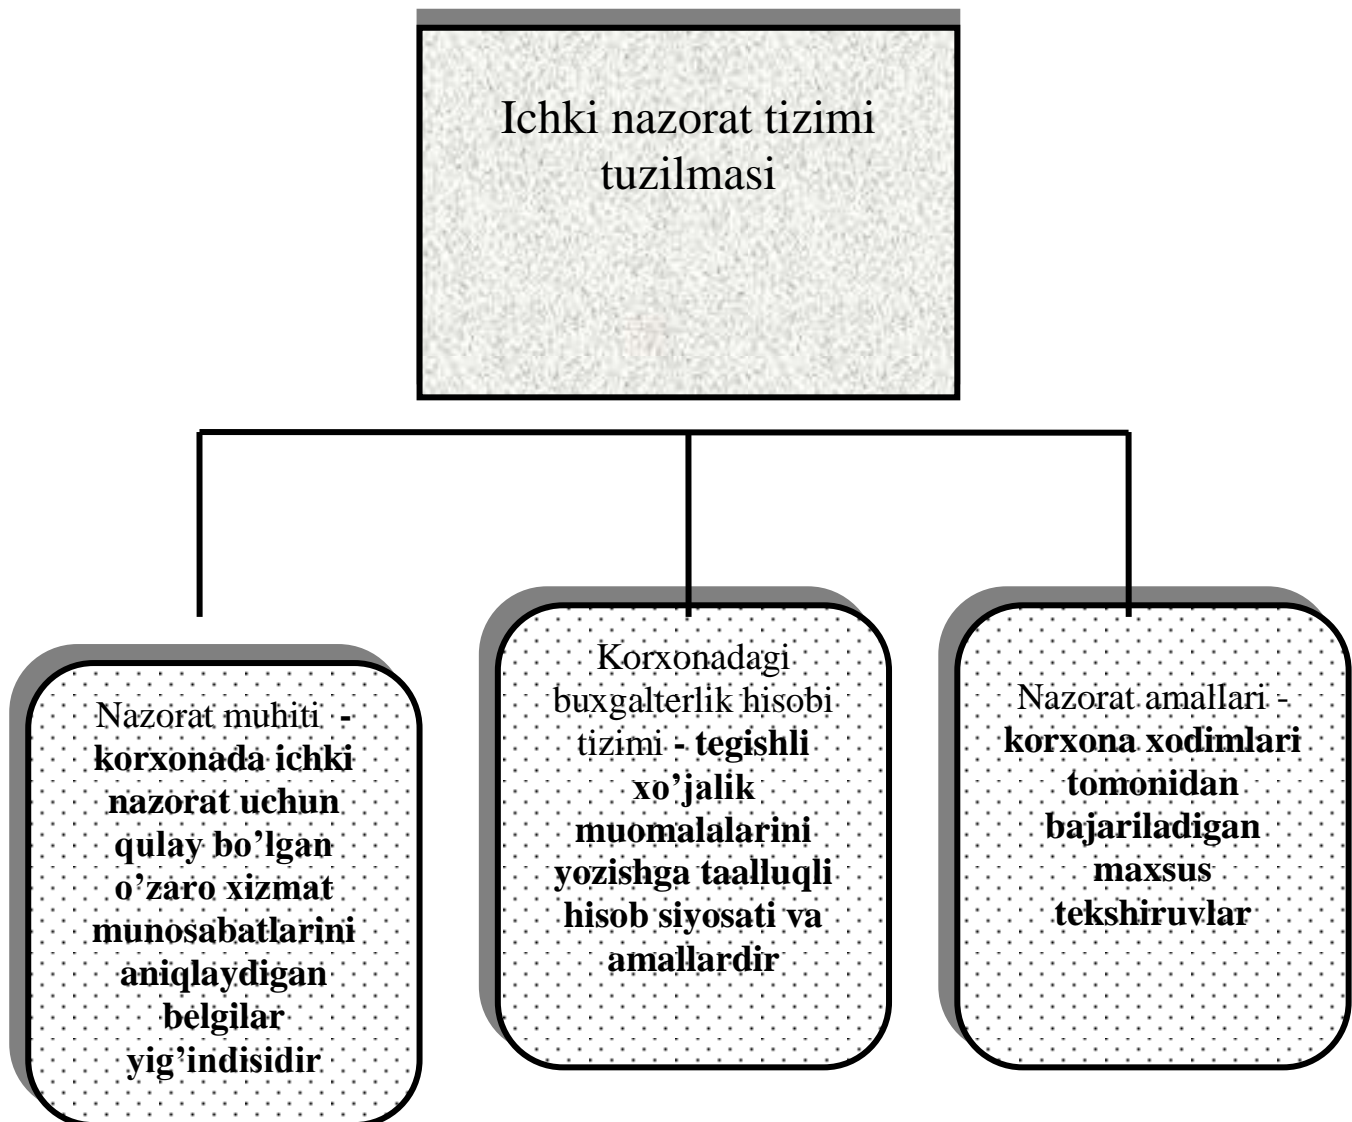 Ichki nazorat tizimi
tuzilmasi
Nazorat muhiti -
korxonada ichki
nazorat uchun
qulay bo’lgan
o’zaro xizmat
munosabatlarini
aniqlaydigan
belgilar
yig’indisidir
Korxonadagi
buxgalterlik hisobi
tizimi - tegishli
xo’jalik
muomalalarini
yozishga taalluqli
hisob siyosati va
amallardir
Nazorat amallari -
korxona xodimlari
tomonidan
bajariladigan
maxsus
tekshiruvlar